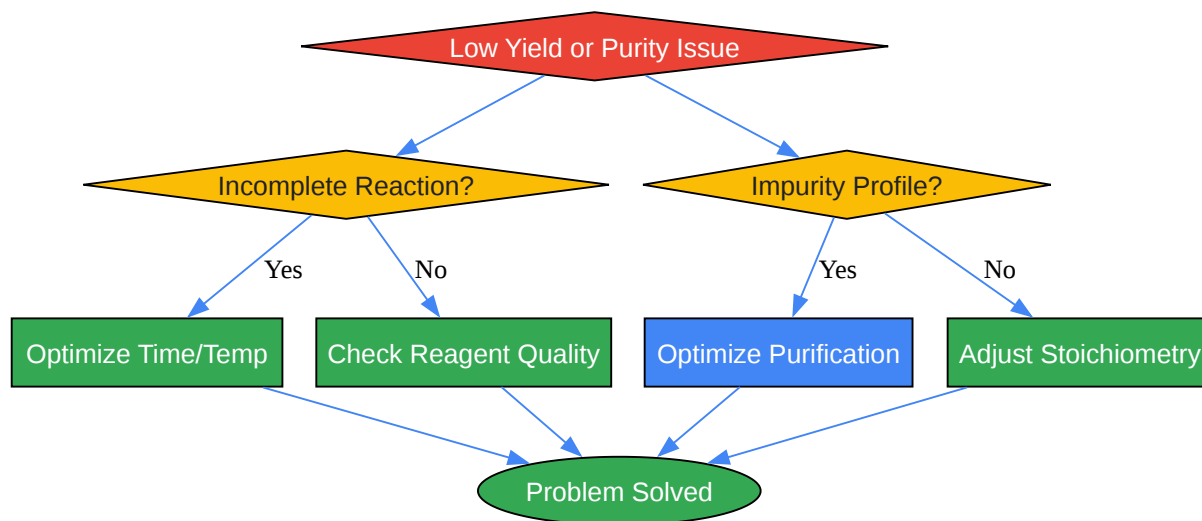 Low Yield or Purity Issue
Incomplete Reaction?
Impurity Profile?
Yes
No
Yes
No
Optimize Time/Temp
Check Reagent Quality
Optimize Purification
Adjust Stoichiometry
Problem Solved